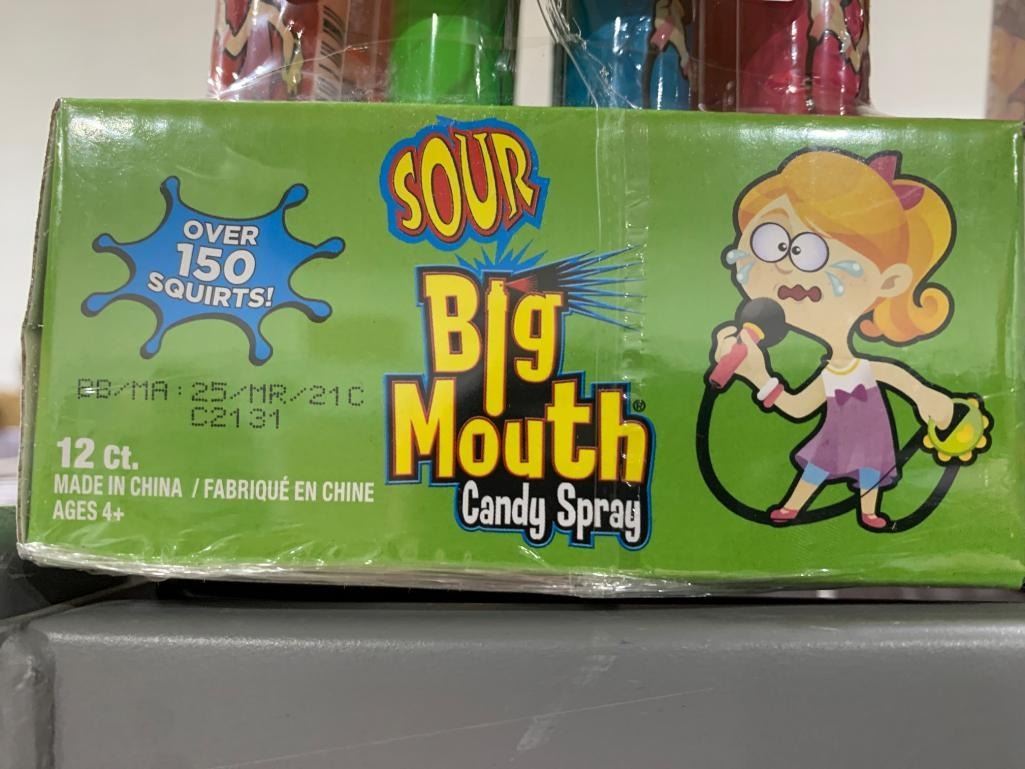 OVER
150
SQUIRTS!
SOUR
Big
Mouth®
Candy Spray
BB/MA: 25/MR/21C
C2131
12 ct.
MADE IN CHINA / FABRIQUÉ EN CHINE
AGES 4+